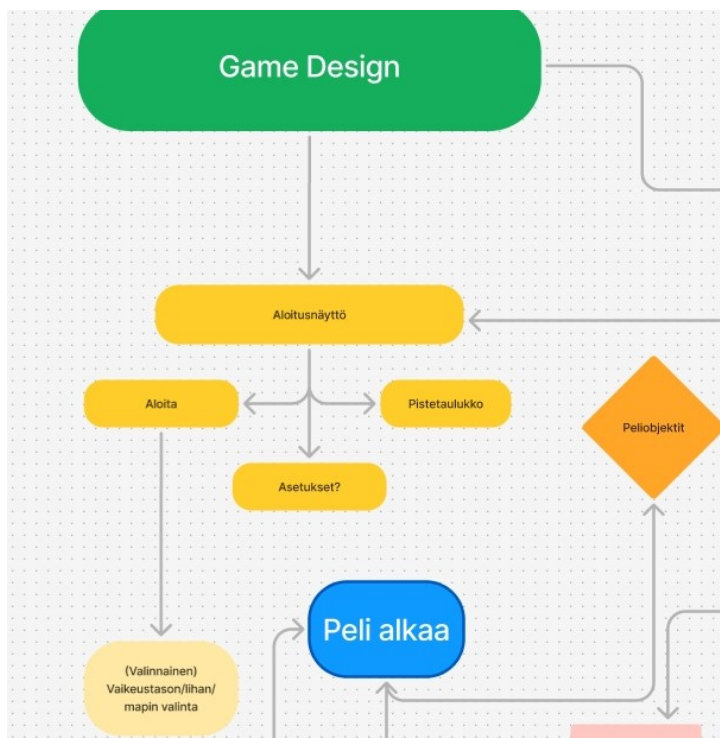 Game Design
Aloitusnäyttö
Aloita
Pistetaulukko
Peliobjektit
Asetukset?
Peli alkaa
(Valinnainen)
Vaikeustason/lihan/
mapin valinta